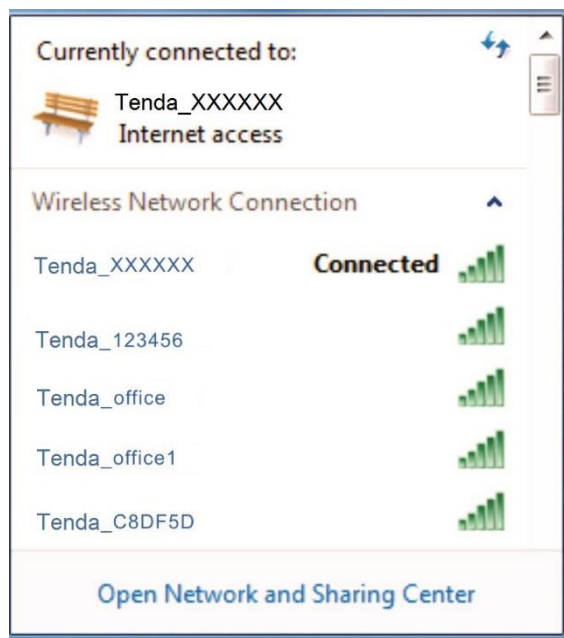 Currently connected to:
Tenda_XXXXXX
Internet access
Wireless Network Connection
Tenda_XXXXXX Connected
Tenda_123456
Tenda_office
Tenda_office1
Tenda_C8DF5D
Open Network and Sharing Center